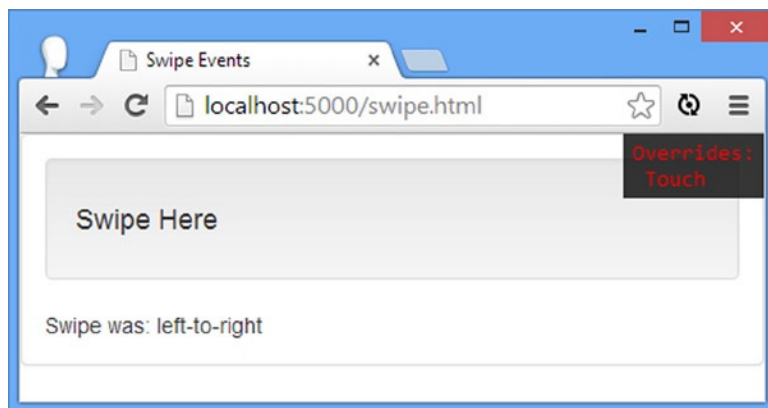 Swipe Events
localhost:5000/swipe.html
Overrides:
Touch
Swipe Here
Swipe was: left-to-right